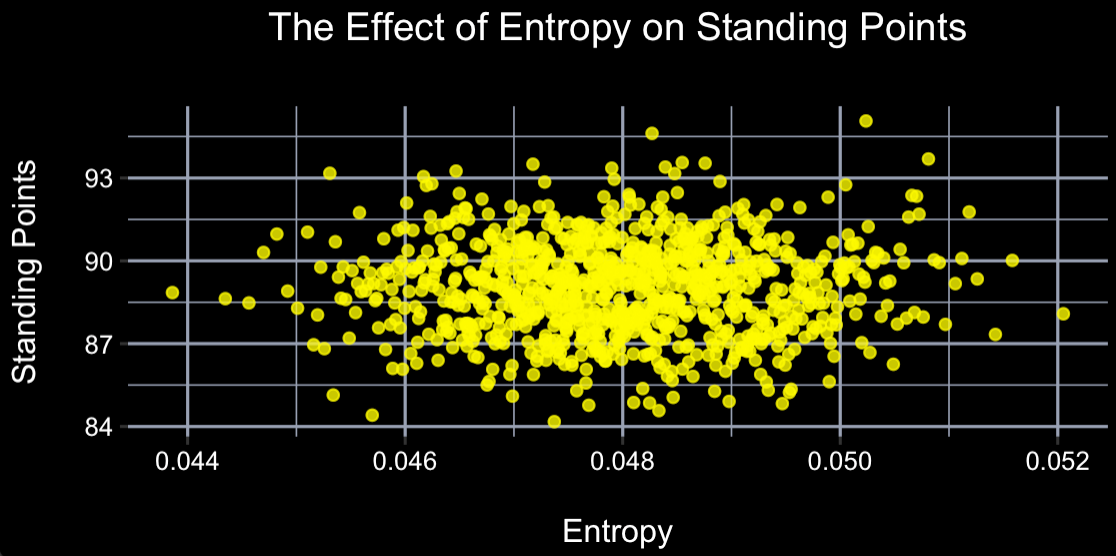 The Effect of Entropy on Standing Points
Standing Points
93
90
87
84
0.044 0.046 0.048 0.050 0.052
Entropy